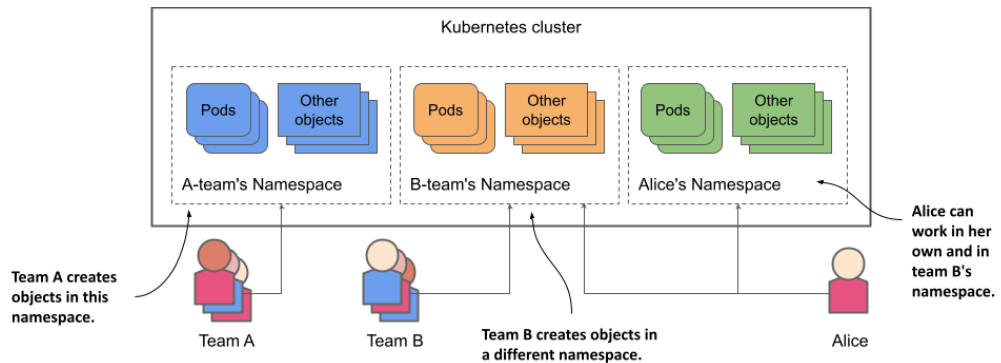 Kubernetes cluster
Pods
Other
objects
A-team's Namespace
Pods
Other
objects
B-team's Namespace
Pods
Other
objects
Alice's Namespace
Team A creates
objects in this
namespace.
Team A
Team B
Team B creates objects in
a different namespace.
Alice
Alice can
work in her
own and in
team B's
namespace.